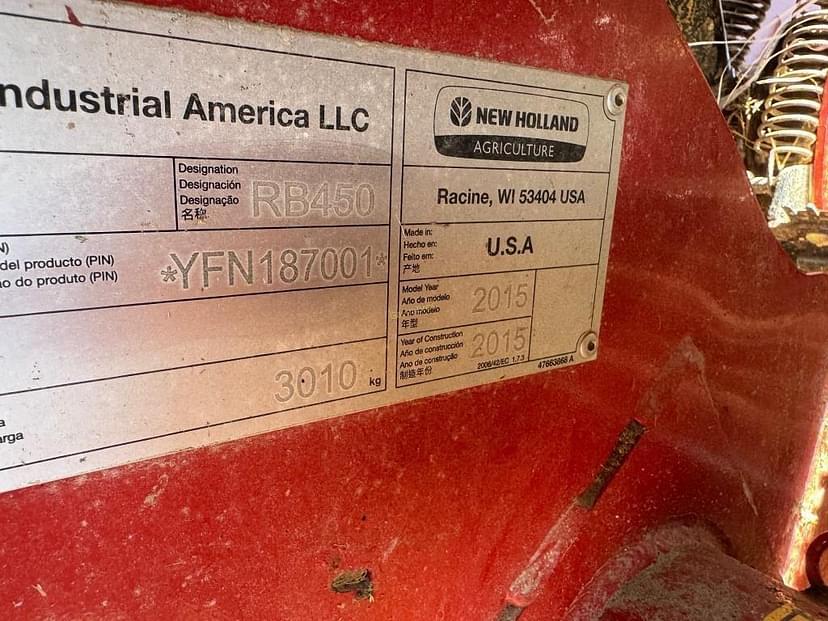 ndustrial America LLC
NEW HOLLAND
AGRICULTURE
Racine, WI 53404 USA
Designation
Designación
Designação
名称
RB450
Made in:
Hecho en:
Feito em:
产地
U.S.A
N)
del producto (PIN)
o do produto (PIN)
*YFN187001*
Model Year
Año de modelo
Ano modelo
年型
2015
Year of Construction
Año de construcción
Ano de construção
制造年份
2015
2006/42/EC 1.7.3
47663868 A
3010 kg
a
arga